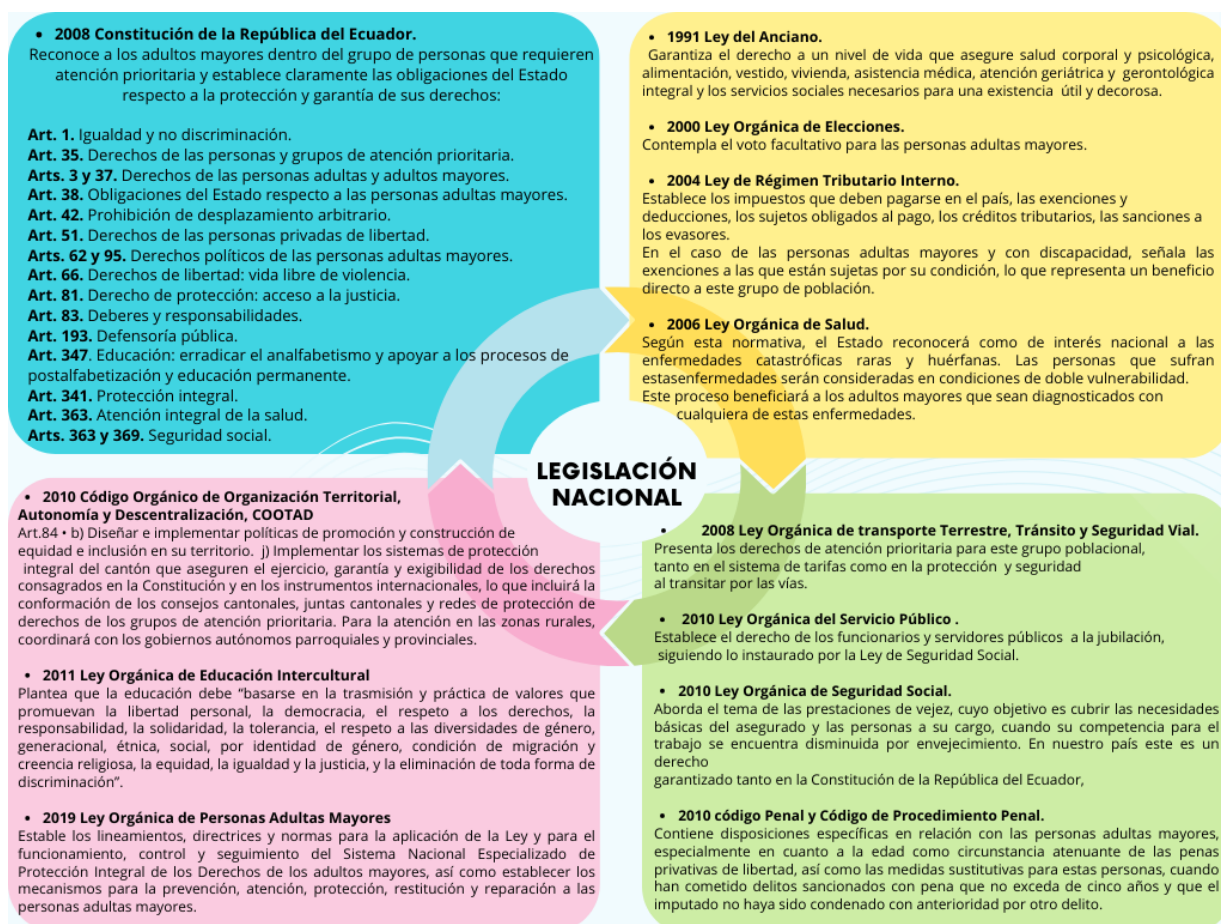 • 2008 Constitución de la República del Ecuador.
Reconoce a los adultos mayores dentro del grupo de personas que requieren
atención prioritaria y establece claramente las obligaciones del Estado
respecto a la protección y garantía de sus derechos:
Art. 1. Igualdad y no discriminación.
Art. 35. Derechos de las personas y grupos de atención prioritaria.
Arts. 3 y 37. Derechos de las personas adultas y adultos mayores.
Art. 38. Obligaciones del Estado respecto a las personas adultas mayores.
Art. 42. Prohibición de desplazamiento arbitrario.
Art. 51. Derechos de las personas privadas de libertad.
Arts. 62 y 95. Derechos políticos de las personas adultas mayores.
Art. 66. Derechos de libertad: vida libre de violencia.
Art. 81. Derecho de protección: acceso a la justicia.
Art. 83. Deberes y responsabilidades.
Art. 193. Defensoría pública.
Art. 347. Educación: erradicar el analfabetismo y apoyar a los procesos de
postalfabetización y educación permanente.
Art. 341. Protección integral.
Art. 363. Atención integral de la salud.
Arts. 363 y 369. Seguridad social.
• 1991 Ley del Anciano.
Garantiza el derecho a un nivel de vida que asegure salud corporal y psicológica,
alimentación, vestido, vivienda, asistencia médica, atención geriátrica y gerontológica
integral y los servicios sociales necesarios para una existencia útil y decorosa.
• 2000 Ley Orgánica de Elecciones.
Contempla el voto facultativo para las personas adultas mayores.
• 2004 Ley de Régimen Tributario Interno.
Establece los impuestos que deben pagarse en el país, las exenciones y
deducciones, los sujetos obligados al pago, los créditos tributarios, las sanciones a
los evasores.
En el caso de las personas adultas mayores y con discapacidad, señala las
exenciones a las que están sujetas por su condición, lo que representa un beneficio
directo a este grupo de población.
• 2006 Ley Orgánica de Salud.
Según esta normativa, el Estado reconocerá como de interés nacional a las
enfermedades catastróficas raras y huérfanas. Las personas que sufran
estasenfermedades serán consideradas en condiciones de doble vulnerabilidad.
Este proceso beneficiará a los adultos mayores que sean diagnosticados con
cualquiera de estas enfermedades.
LEGISLACIÓN
NACIONAL
• 2010 Código Orgánico de Organización Territorial,
Autonomía y Descentralización, COOTAD
Art.84 • b) Diseñar e implementar políticas de promoción y construcción de
equidad e inclusión en su territorio. j) Implementar los sistemas de protección
integral del cantón que aseguren el ejercicio, garantía y exigibilidad de los derechos
consagrados en la Constitución y en los instrumentos internacionales, lo que incluirá la
conformación de los consejos cantonales, juntas cantonales y redes de protección de
derechos de los grupos de atención prioritaria. Para la atención en las zonas rurales,
coordinará con los gobiernos autónomos parroquiales y provinciales.
• 2011 Ley Orgánica de Educación Intercultural
Plantea que la educación debe “basarse en la trasmisión y práctica de valores que
promuevan la libertad personal, la democracia, el respeto a los derechos, la
responsabilidad, la solidaridad, la tolerancia, el respeto a las diversidades de género,
generacional, étnica, social, por identidad de género, condición de migración y
creencia religiosa, la equidad, la igualdad y la justicia, y la eliminación de toda forma de
discriminación”.
• 2019 Ley Orgánica de Personas Adultas Mayores
Estable los lineamientos, directrices y normas para la aplicación de la Ley y para el
funcionamiento, control y seguimiento del Sistema Nacional Especializado de
Protección Integral de los Derechos de los adultos mayores, así como establecer los
mecanismos para la prevención, atención, protección, restitución y reparación a las
personas adultas mayores.
• 2008 Ley Orgánica de transporte Terrestre, Tránsito y Seguridad Vial.
Presenta los derechos de atención prioritaria para este grupo poblacional,
tanto en el sistema de tarifas como en la protección y seguridad
al transitar por las vías.
• 2010 Ley Orgánica del Servicio Público .
Establece el derecho de los funcionarios y servidores públicos a la jubilación,
siguiendo lo instaurado por la Ley de Seguridad Social.
• 2010 Ley Orgánica de Seguridad Social.
Aborda el tema de las prestaciones de vejez, cuyo objetivo es cubrir las necesidades
básicas del asegurado y las personas a su cargo, cuando su competencia para el
trabajo se encuentra disminuida por envejecimiento. En nuestro país este es un
derecho
garantizado tanto en la Constitución de la República del Ecuador,
• 2010 código Penal y Código de Procedimiento Penal.
Contiene disposiciones específicas en relación con las personas adultas mayores,
especialmente en cuanto a la edad como circunstancia atenuante de las penas
privativas de libertad, así como las medidas sustitutivas para estas personas, cuando
han cometido delitos sancionados con pena que no exceda de cinco años y que el
imputado no haya sido condenado con anterioridad por otro delito.